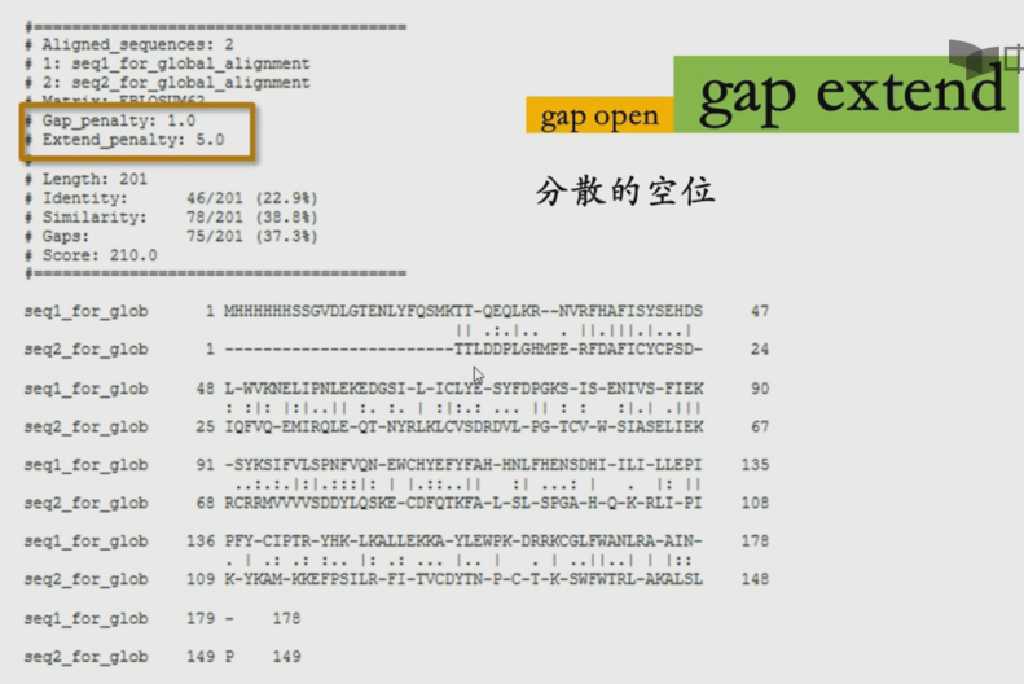 #=======================================
# Aligned_sequences: 2
# 1: seq1_for_global_alignment
# 2: seq2_for_global_alignment
# Matrix: EBLOSUM62
# Gap_penalty: 1.0
# Extend_penalty: 5.0
#
# Length: 201
# Identity: 46/201 (22.9%)
# Similarity: 78/201 (38.8%)
# Gaps: 75/201 (37.3%)
# Score: 210.0
#=======================================
gap open
gap extend
分散的空位
seq1_for_glob 1 MHHHHHHSSGVDLGTENLYFQSMKTT-QEQLKR--NVRFHAFISYSEHDS 47
|| .:.|.. . ||.|||.|.|...|
seq2_for_glob 1 ------------------------TTLDDPLGHMPE-RFDAFICYCPSD- 24
seq1_for_glob 48 L-WVKNELIPNLEKEDGSI-L-ICLYE-SYFDPGKS-IS-ENIVS-FIEK 90
: :|: |:|..|| :. :. | :|:.: ... || : : :|.| |||
seq2_for_glob 25 IQFVQ-EMIRQLE-QT-NYRLKLCVSDRDVL-PG-TCV-W-SIASELIEK 67
seq1_for_glob 91 -SYKSIFVLSPNFVQN-EWCHYEFYFAH-HNLFHENSDHI-ILI-LLEPI 135
..:.:.|:|.:::|: | |.::..|| :| ...: | . |: ||
seq2_for_glob 68 RCRRMVVVVSDDYLQSKE-CDFQTKFA-L-SL-SPGA-H-Q-K-RLI-PI 108
seq1_for_glob 136 PFY-CIPTR-YHK-LKALLEKKA-YLEWPK-DRRKCGLFWANLRA-AIN- 178
seq2_for_glob 109 K-YKAM-KKEFPSILR-FI-TVCDYTN-P-C-T-K-SWFWTRL-AKALSL 148
seq1_for_glob 179 - 178
seq2_for_glob 149 P 149